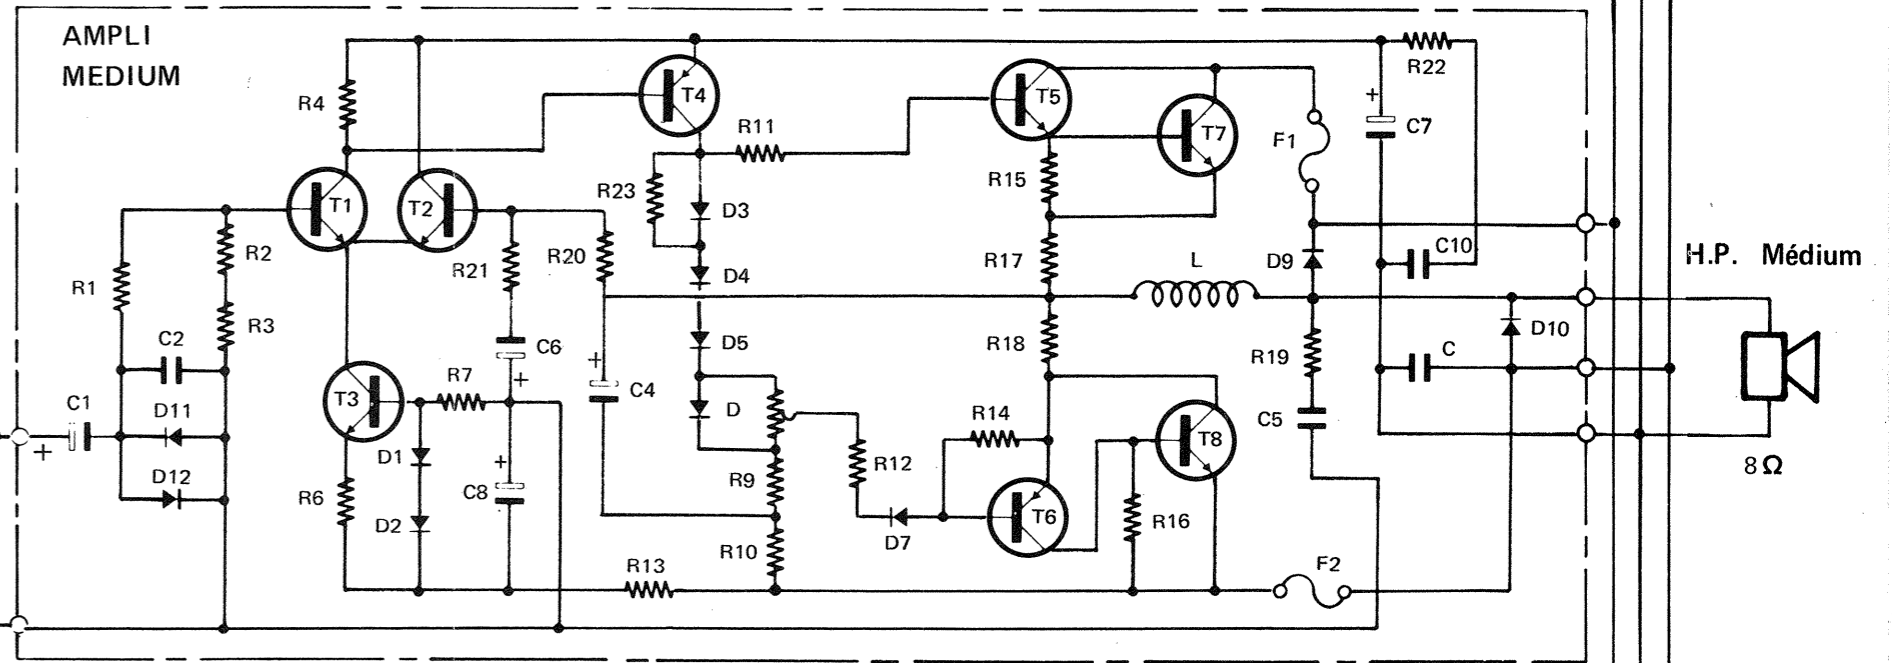 AMPLI
MEDIUM
R4
T4
R11
T5
T7
R22
C7
F1
R23
R15
D3
T1
T2
R1
R2
R21
R20
D4
R17
L
D9
C10
H.P. Médium
R3
C2
C6
D5
R18
R19
D10
C
C1
D11
T3
R7
C4
D
R14
C5
T8
D12
D1
C8
R9
R12
R6
D2
R10
D7
T6
R16
8 Ω
R13
F2
+
+
+
+
+